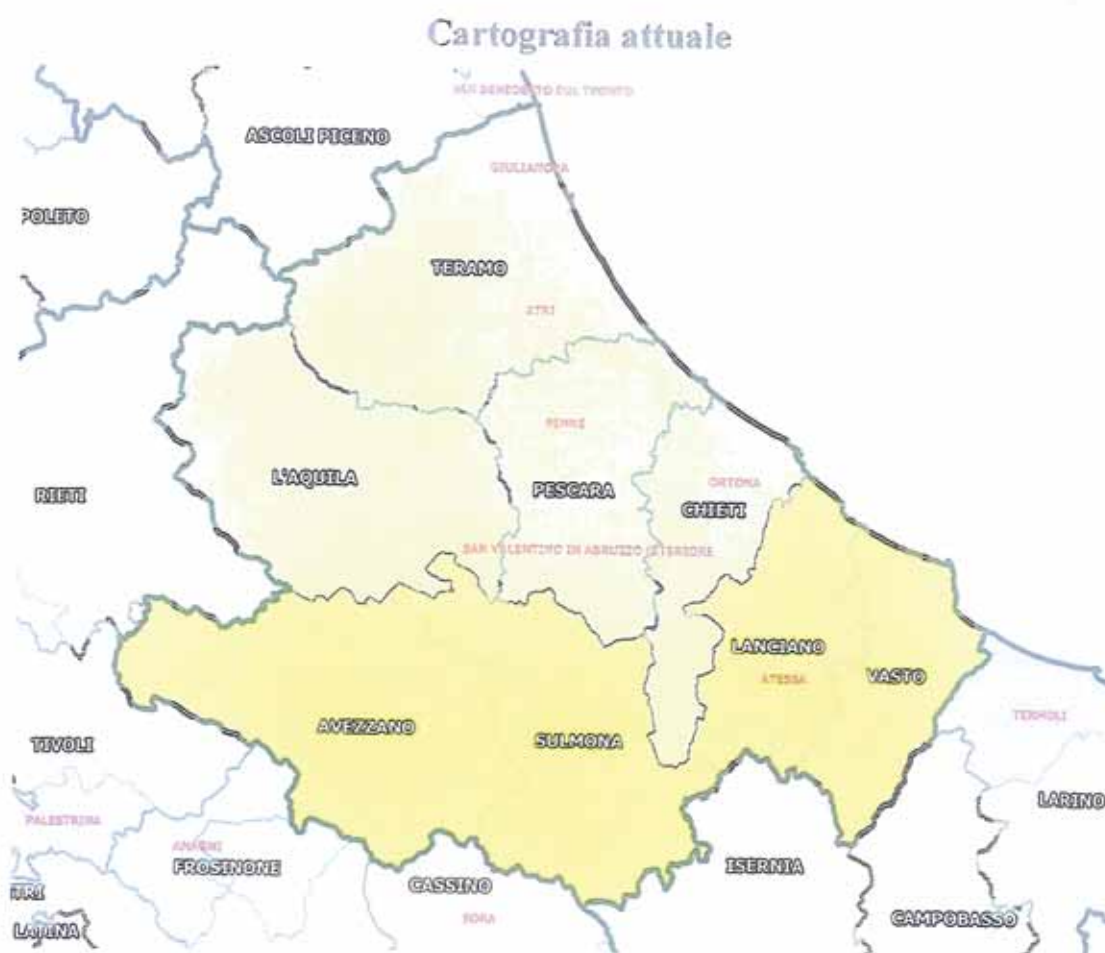 Cartografia attuale
SAN BENEDETTO DEL TRONTO
ASCOLI PICENO
GIULIANOVA
POLETO
TERAMO
ATRI
PENNE
L'AQUILA
RIETI
PESCARA
ORTONA
CHIETI
SAN VALENTINO IN ABRUZZO CITERIORE
LANCIANO
VASTO
ATESSA
AVEZZANO
SULMONA
TERMOLI
TIVOLI
LARINO
PALESTRINA
ANAGNI
FROSINONE
ISERNIA
CASSINO
TRI
SORA
CAMPOBASSO
LATINA